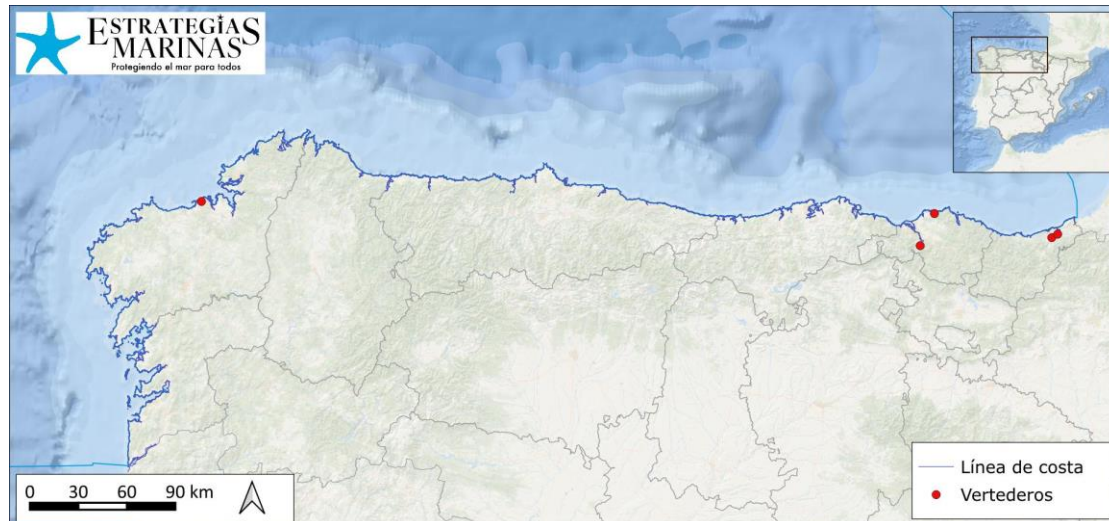 ESTRATEGIAS
MARINAS
Protegiendo el mar para todos
0 30 60 90 km
Línea de costa
Vertederos